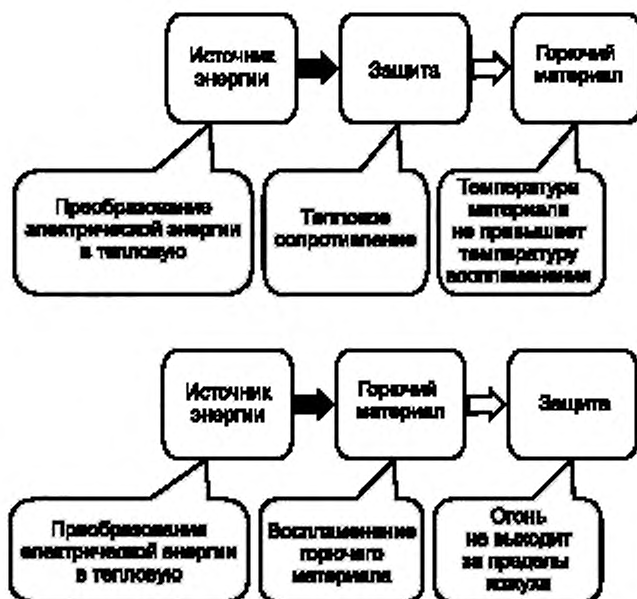 Источник
энергии
Защита
Горючий
материал
Преобразование
электрической энергии
в тепловую
Тепловое
сопротивление
Температура
материала
не превышает
температуру
воспламенения
Источник
энергии
Горючий
материал
Защита
Преобразование
электрической энергии
в тепловую
Воспламенение
горючего
материала
Огонь
не выходит
за пределы
кожуха